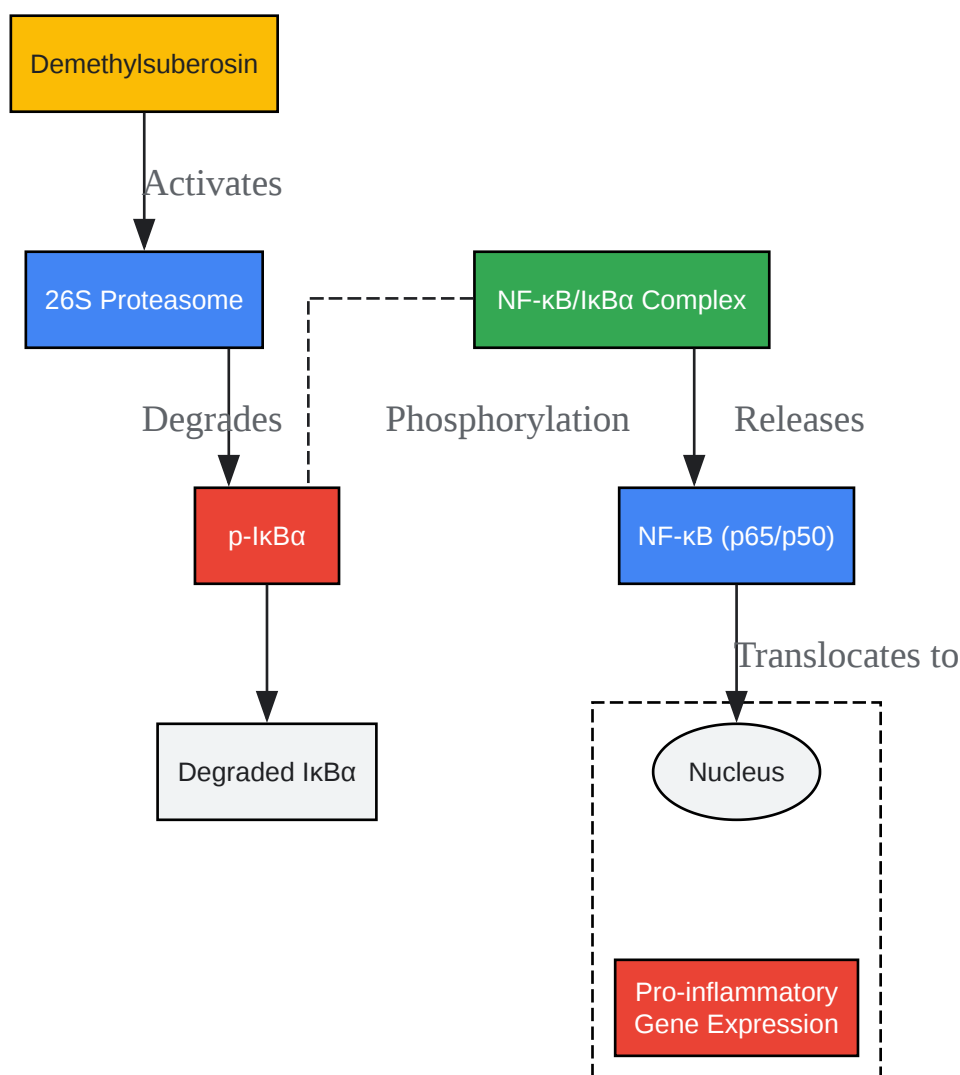 Demethylsuberosin
Activates
26S Proteasome
NF-κB/IκBα Complex
Degrades
Phosphorylation
Releases
p-IκBα
NF-κB (p65/p50)
Translocates to
Degraded IκBα
Nucleus
Pro-inflammatory
Gene Expression